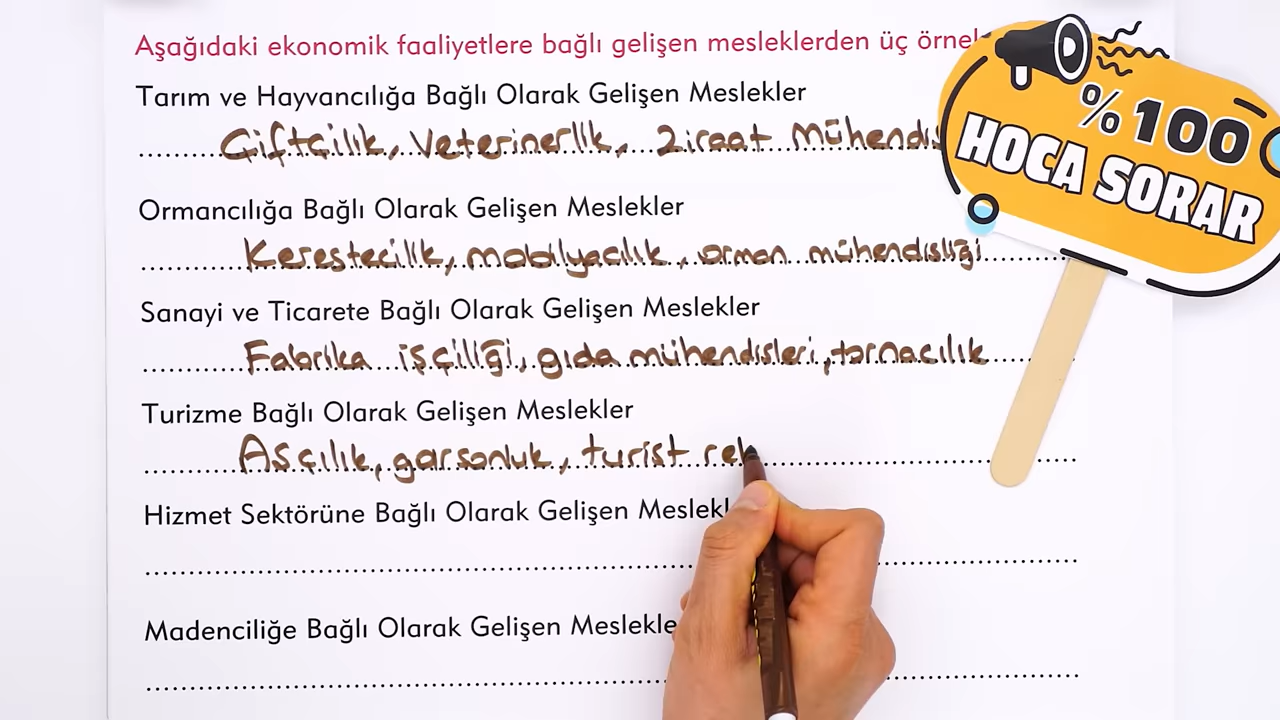 Aşağıdaki ekonomik faaliyetlere bağlı gelişen mesleklerden üç örnek
Tarım ve Hayvancılığa Bağlı Olarak Gelişen Meslekler
Çiftçilik, Veterinerlik, Ziraat Mühendis
Ormancılığa Bağlı Olarak Gelişen Meslekler
Kerestecilik, mobilyacılık, orman mühendisliği
Sanayi ve Ticarete Bağlı Olarak Gelişen Meslekler
Fabrika işçiliği, gıda mühendisleri, tornacılık
Turizme Bağlı Olarak Gelişen Meslekler
Aşçılık, garsonluk, turist reh
Hizmet Sektörüne Bağlı Olarak Gelişen Meslekl
Madenciliğe Bağlı Olarak Gelişen Meslekle
%100
HOCA SORAR